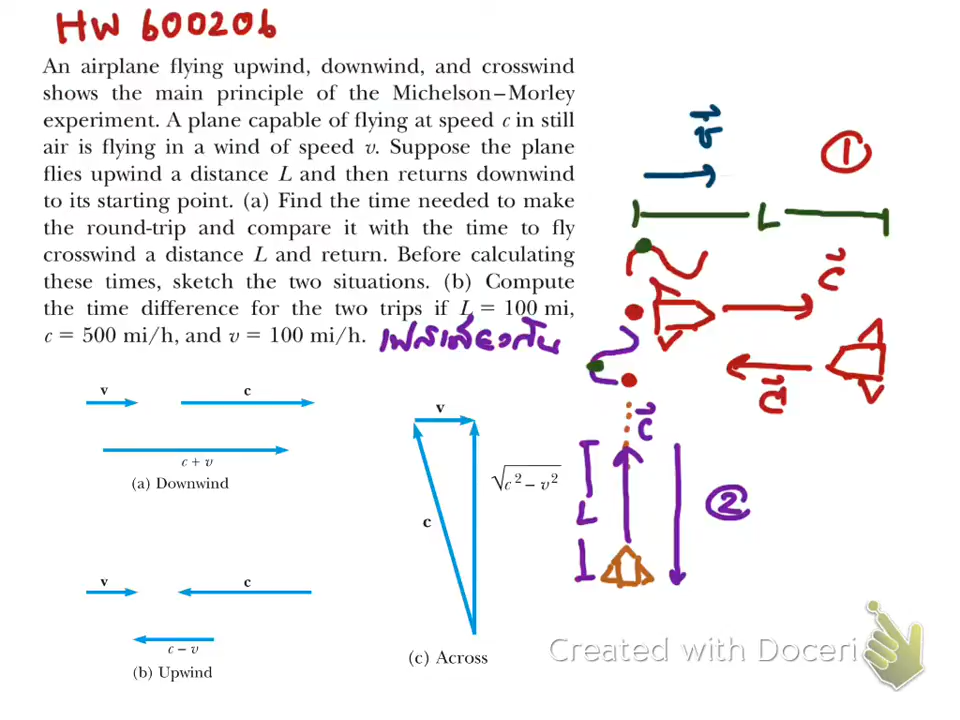 HW 600206
An airplane flying upwind, downwind, and crosswind
shows the main principle of the Michelson–Morley
experiment. A plane capable of flying at speed c in still
air is flying in a wind of speed v. Suppose the plane
flies upwind a distance L and then returns downwind
to its starting point. (a) Find the time needed to make
the round-trip and compare it with the time to fly
crosswind a distance L and return. Before calculating
these times, sketch the two situations. (b) Compute
the time difference for the two trips if L = 100 mi,
c = 500 mi/h, and v = 100 mi/h.
v
c
c + v
(a) Downwind
v
c
c – v
(b) Upwind
v
c
√c² – v²
(c) Across
v⃗
①
L
c⃗
c⃗
c⃗
L
②
Created with Doceri